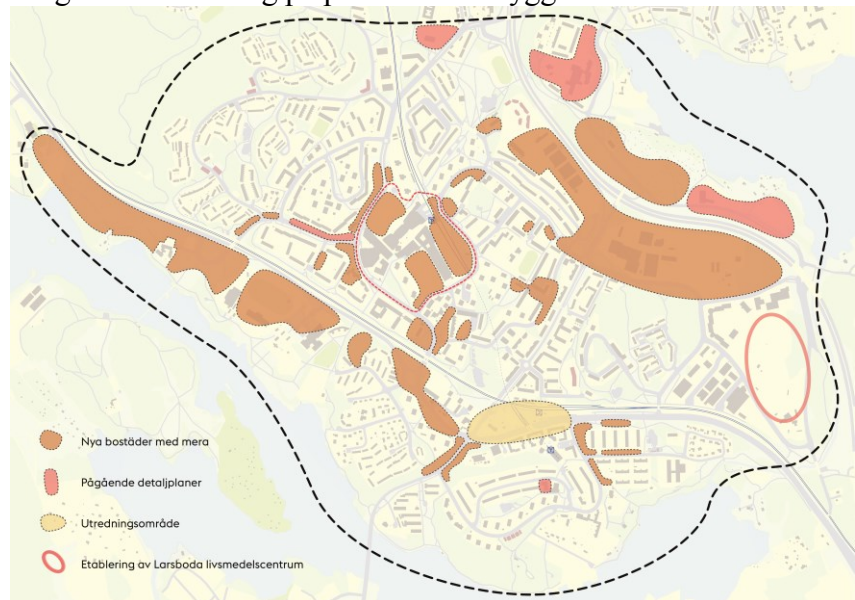 Nya bostäder med mera
Pågående detaljplaner
Utredningsområde
Etablering av Larsboda livsmedelscentrum